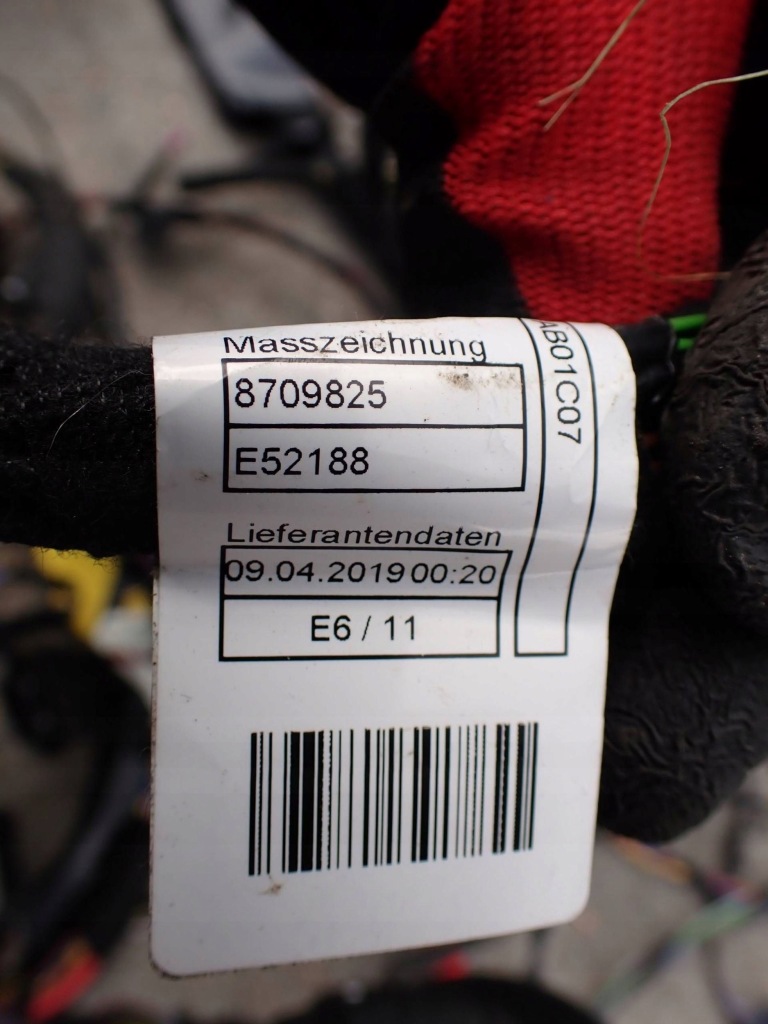 Masszeichnung
8709825
E52188
AB01C07
Lieferantendaten
09.04.2019 00:20
E6 / 11